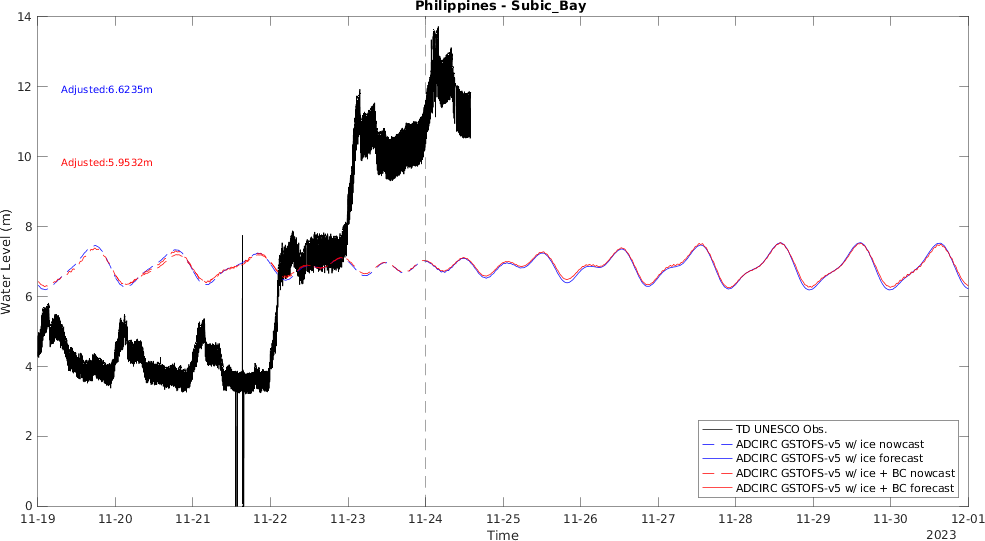 Philippines - Subic_Bay
14
12
10
8
6
4
2
0
Water Level (m)
Adjusted:6.6235m
Adjusted:5.9532m
TD UNESCO Obs.
ADCIRC GSTOFS-v5 w/ ice nowcast
ADCIRC GSTOFS-v5 w/ ice forecast
ADCIRC GSTOFS-v5 w/ ice + BC nowcast
ADCIRC GSTOFS-v5 w/ ice + BC forecast
11-19 11-20 11-21 11-22 11-23 11-24 11-25 11-26 11-27 11-28 11-29 11-30 12-01
Time
2023